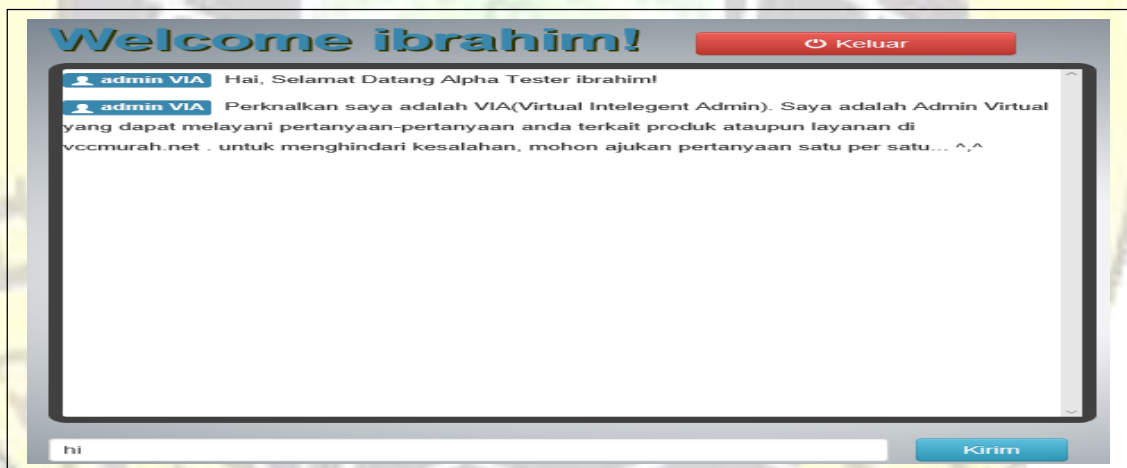 Welcome ibrahim!
Keluar
admin VIA Hai, Selamat Datang Alpha Tester ibrahim!
admin VIA Perknalkan saya adalah VIA(Virtual Intelegent Admin). Saya adalah Admin Virtual
yang dapat melayani pertanyaan-pertanyaan anda terkait produk ataupun layanan di
vccmurah.net . untuk menghindari kesalahan, mohon ajukan pertanyaan satu per satu... ^,^
hi
Kirim